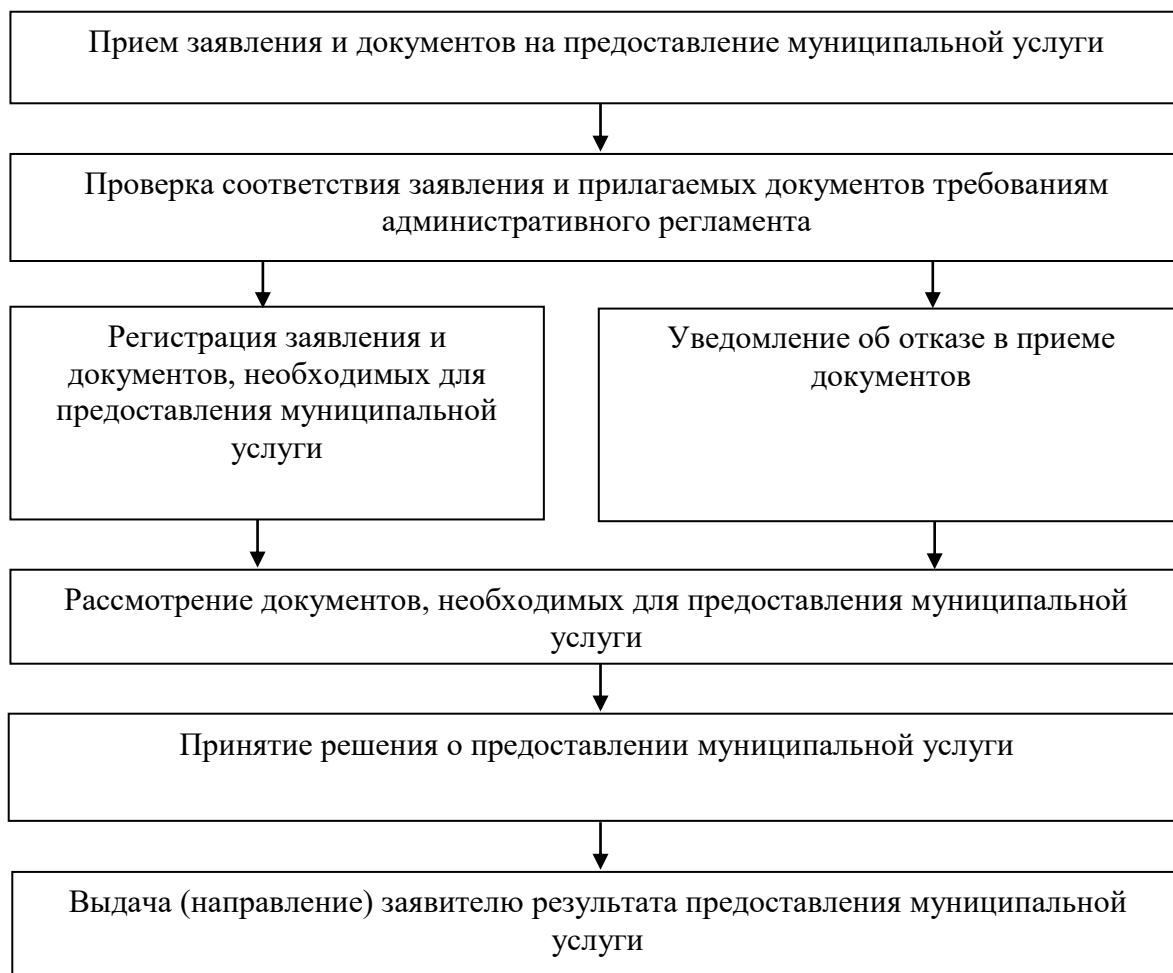 Прием заявления и документов на предоставление муниципальной услуги
Проверка соответствия заявления и прилагаемых документов требованиям
административного регламента
Регистрация заявления и
документов, необходимых для
предоставления муниципальной
услуги
Уведомление об отказе в приеме
документов
Рассмотрение документов, необходимых для предоставления муниципальной
услуги
Принятие решения о предоставлении муниципальной услуги
Выдача (направление) заявителю результата предоставления муниципальной
услуги